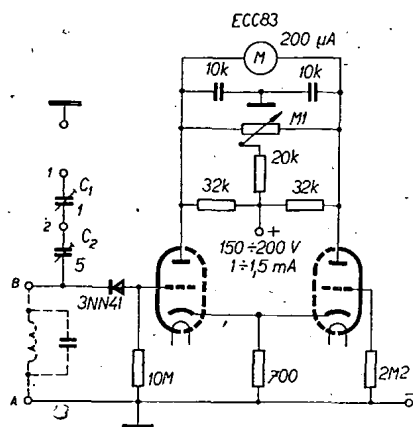 ECC83
200 μA
M
10k
10k
M1
20k
32k
32k
+
150÷200 V
1÷1,5 mA
1
C1
1
2
C2
5
B
3NN41
10M
700
2M2
A
−